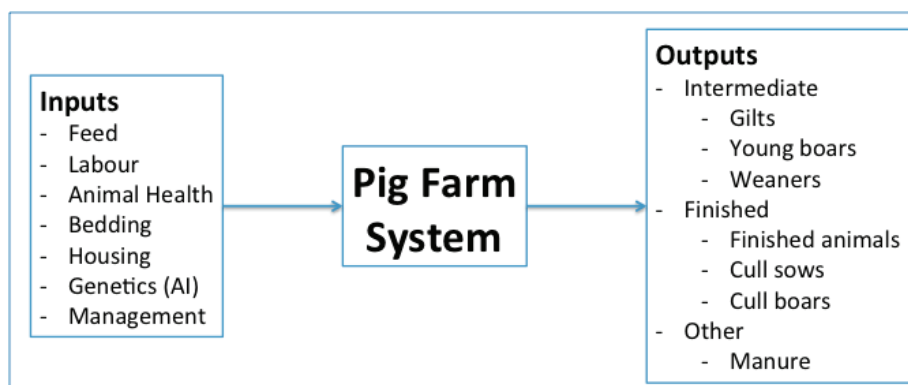 Inputs
- Feed
- Labour
- Animal Health
- Bedding
- Housing
- Genetics (AI)
- Management
Pig Farm
System
Outputs
- Intermediate
- Gilts
- Young boars
- Weaners
- Finished
- Finished animals
- Cull sows
- Cull boars
- Other
- Manure